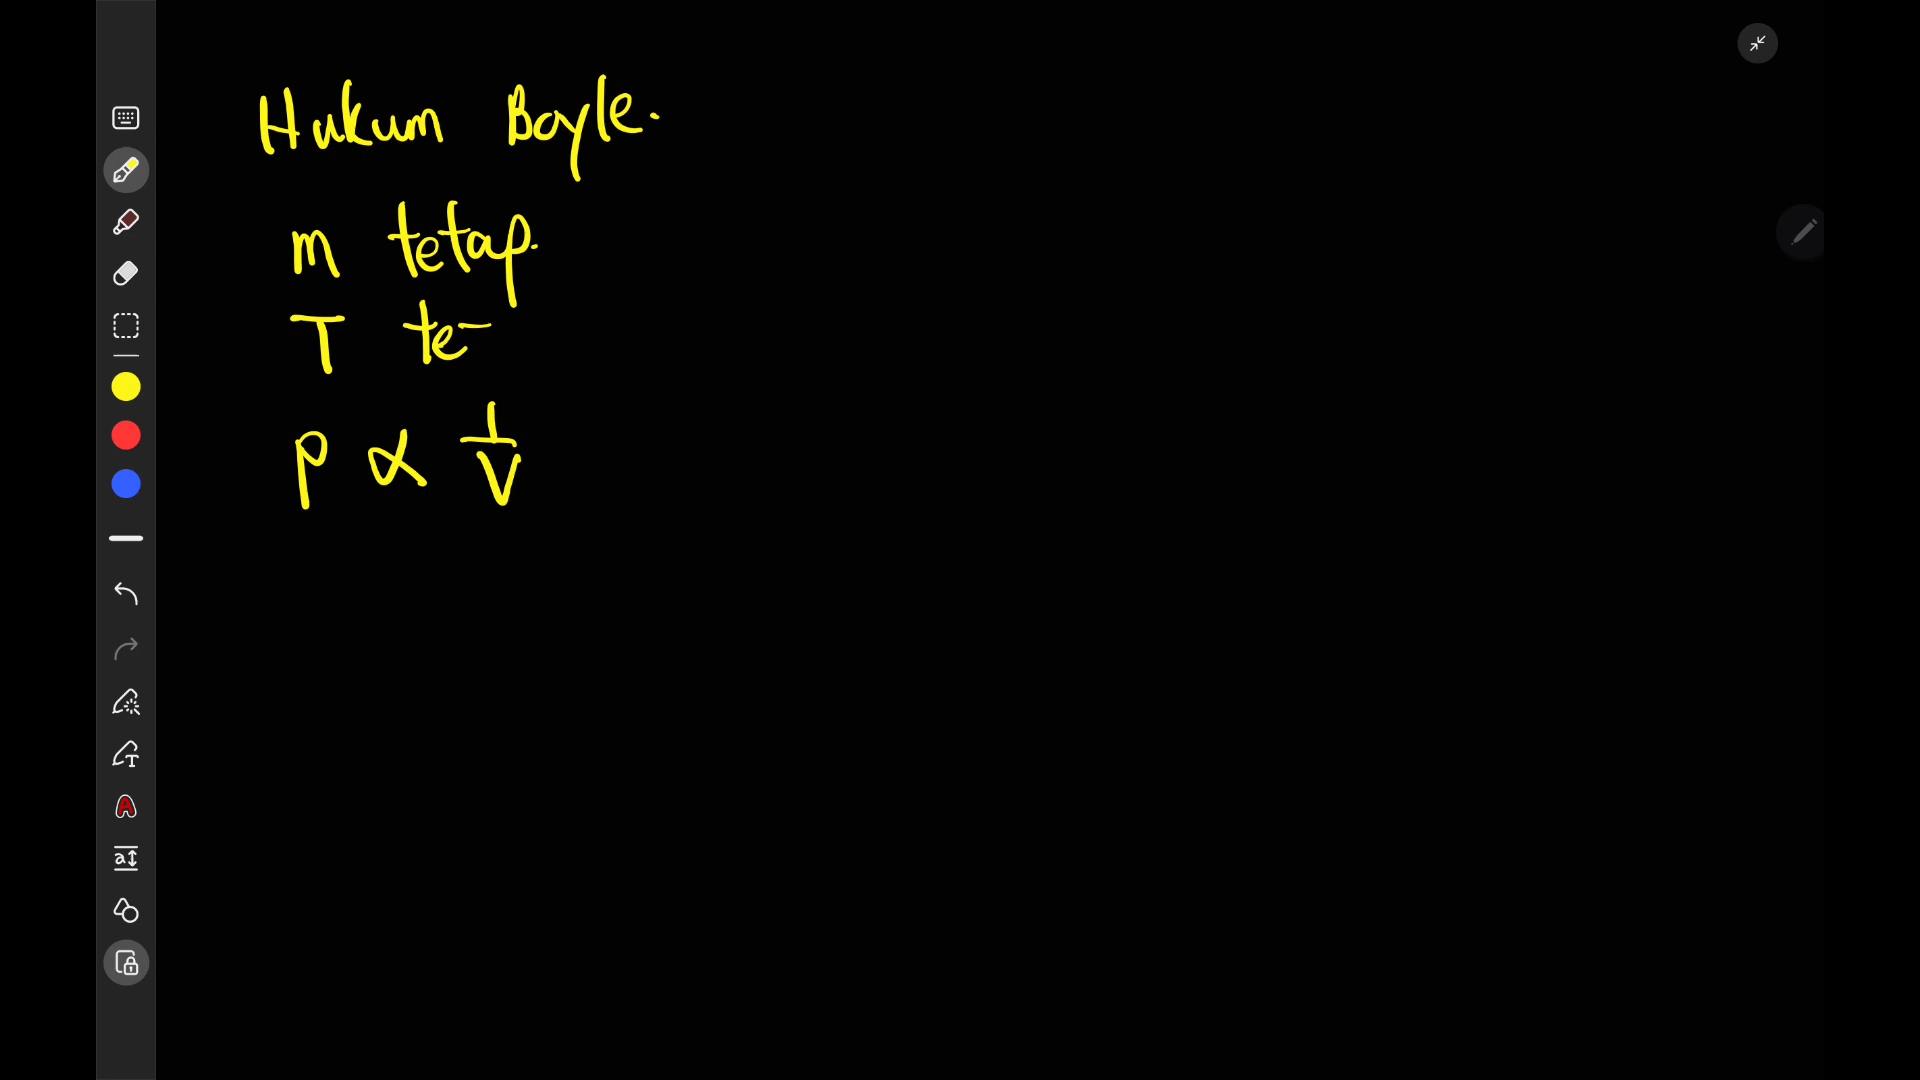 Hukum Boyle.
m tetap.
T te-
P ∝ 1/V